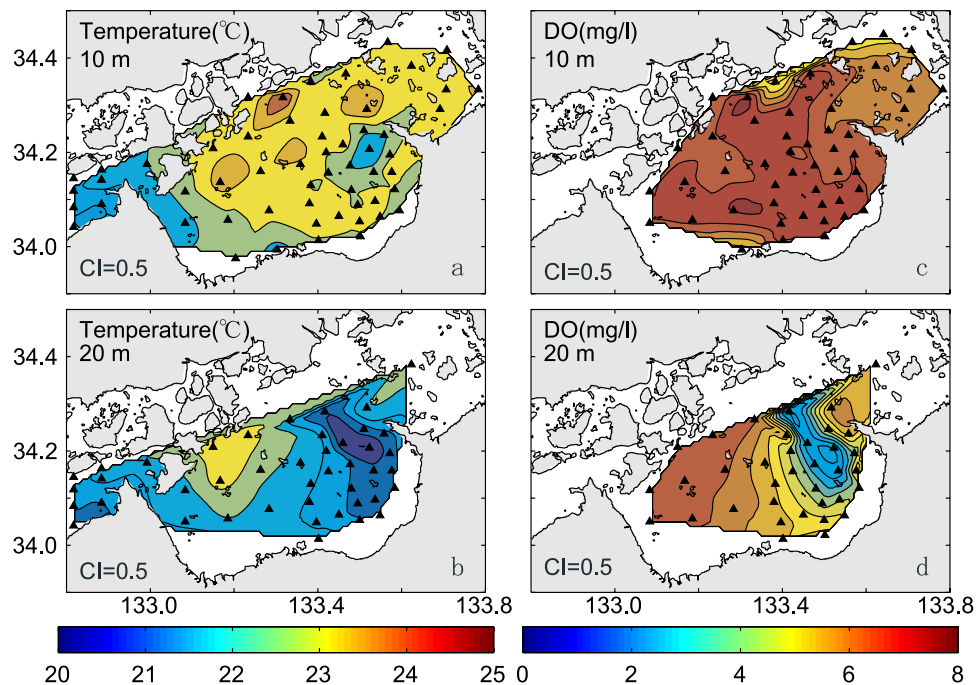 Temperature(℃)
10 m
34.4
34.2
34.0
CI=0.5
a
DO(mg/l)
10 m
CI=0.5
c
Temperature(℃)
20 m
34.4
34.2
34.0
CI=0.5
b
DO(mg/l)
20 m
CI=0.5
d
133.0 133.4 133.8
133.0 133.4 133.8
20 21 22 23 24 25
0 2 4 6 8